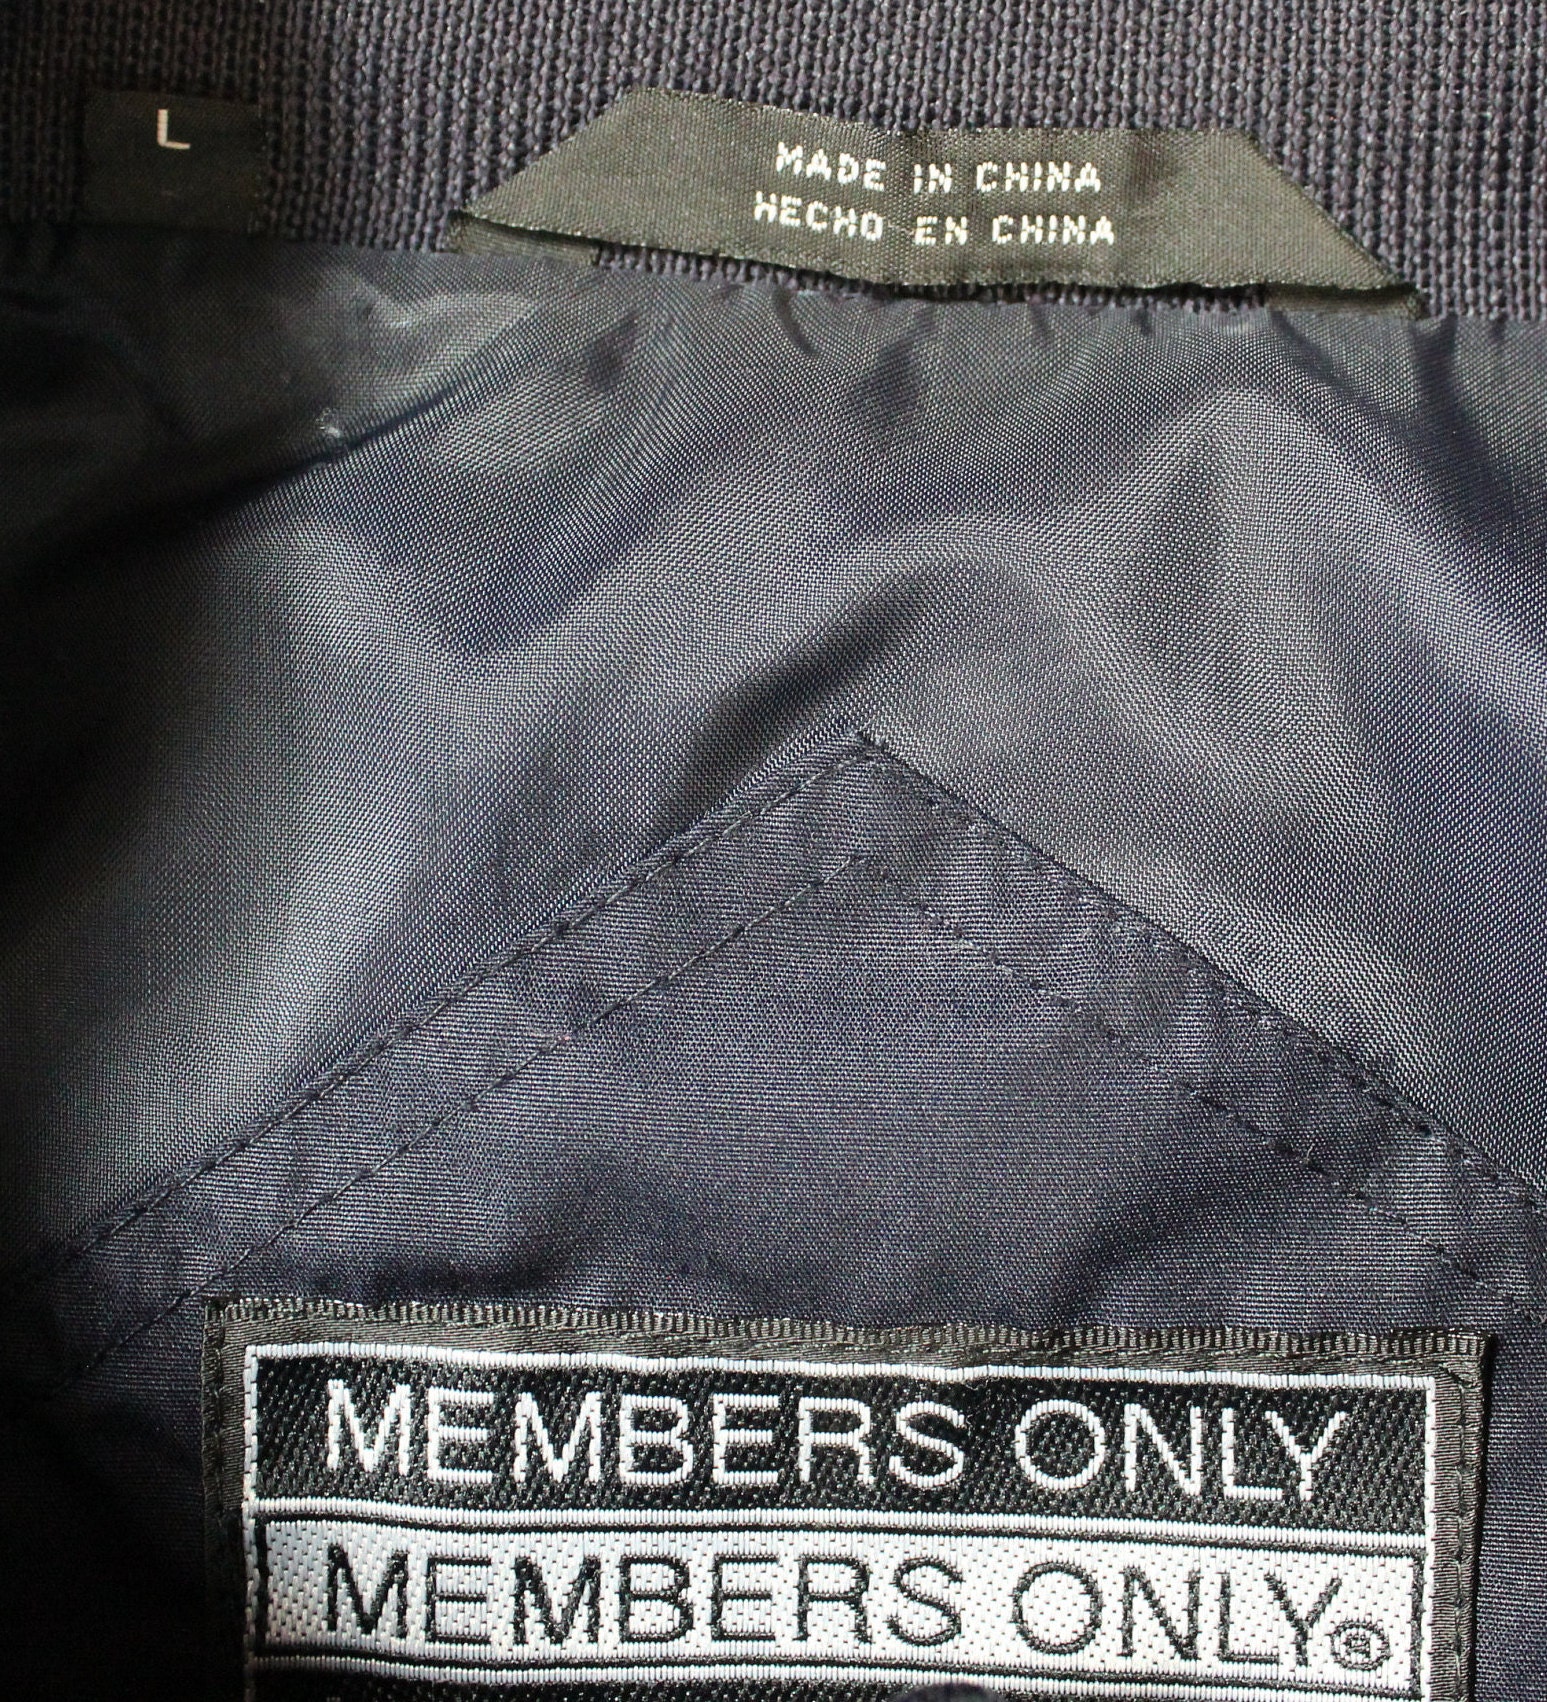 L
MADE IN CHINA
HECHO EN CHINA
MEMBERS ONLY
MEMBERS ONLY®